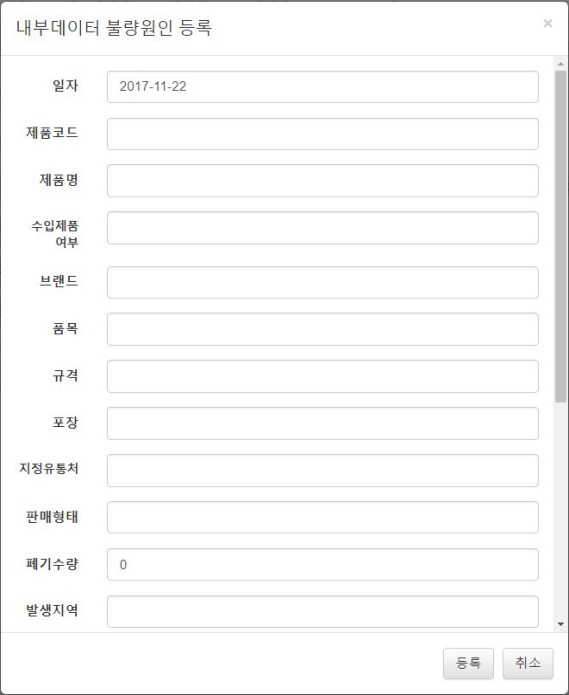 내부데이터 불량원인 등록
×
일자 2017-11-22
제품코드
제품명
수입제품
여부
브랜드
품목
규격
포장
지정유통처
판매형태
폐기수량 0
발생지역
등록 취소